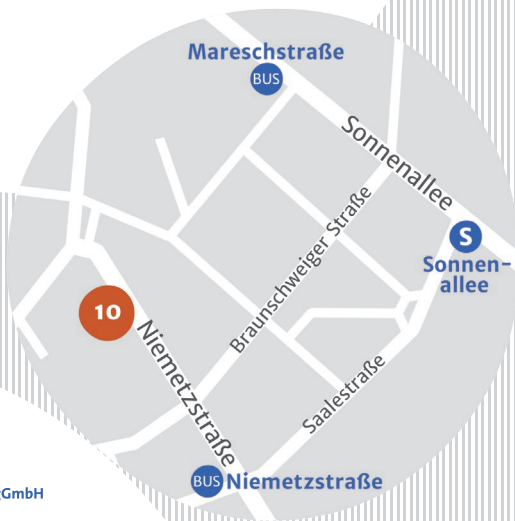 Mareschstraße
BUS
Sonnenallee
S
Sonnen-
allee
Braunschweiger Straße
10
Niemetzstraße
Saalestraße
BUS Niemetzstraße
GmbH